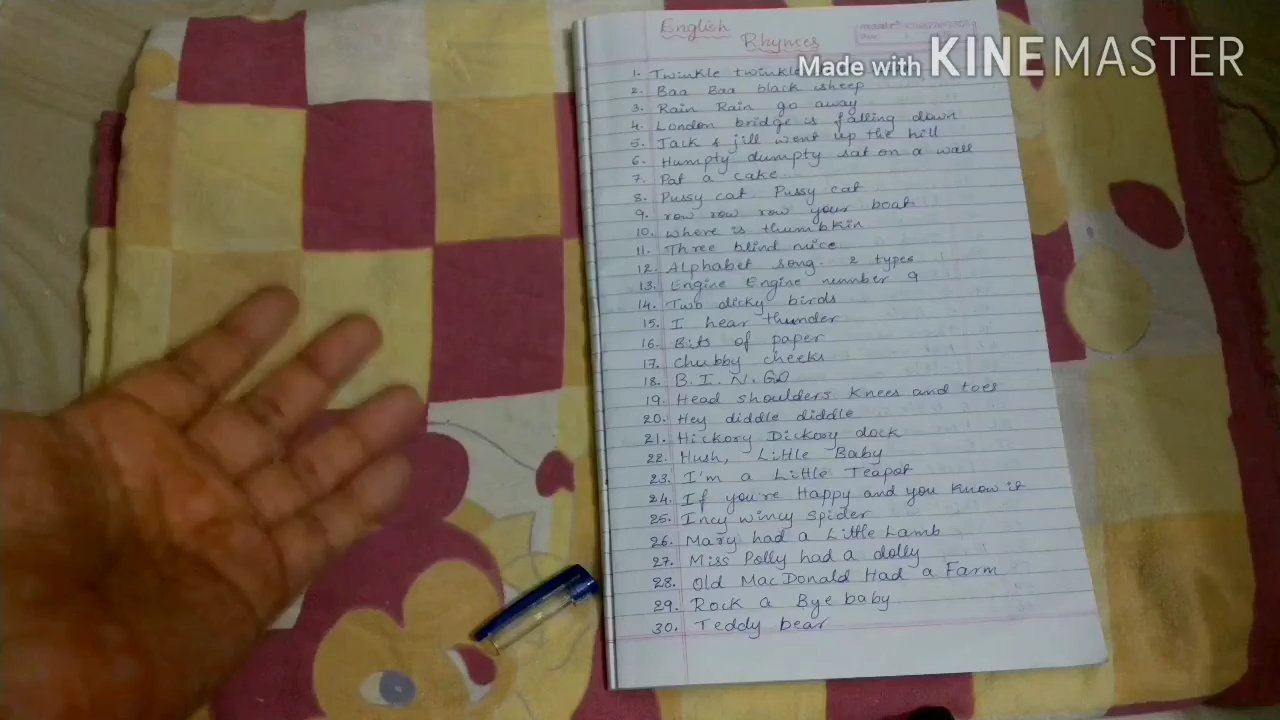 English
Rhymes
Made with KINEMASTER
1. Twinkle twinkle
2. Baa Baa black sheep
3. Rain Rain go away
4. London bridge is falling down
5. Jack & jill went up the hill
6. Humpty dumpty sat on a wall
7. Pat a cake.
8. Pussy cat Pussy cat
9. row row row your boat
10. Where is thumbkin
11. Three blind mice
12. Alphabet song. 2 types
13. Engine Engine number 9
14. Two dicky birds
15. I hear thunder
16. Bits of paper
17. Chubby cheeks
18. B.I.N.GO
19. Head shoulders Knees and toes
20. Hey diddle diddle
21. Hickory Dickory dock
22. Hush, Little Baby
23. I'm a Little Teapot
24. If you're Happy and you Know it
25. Incy wincy spider
26. Mary had a Little Lamb
27. Miss Polly had a dolly
28. Old MacDonald Had a Farm
29. Rock a Bye baby
30. Teddy bear